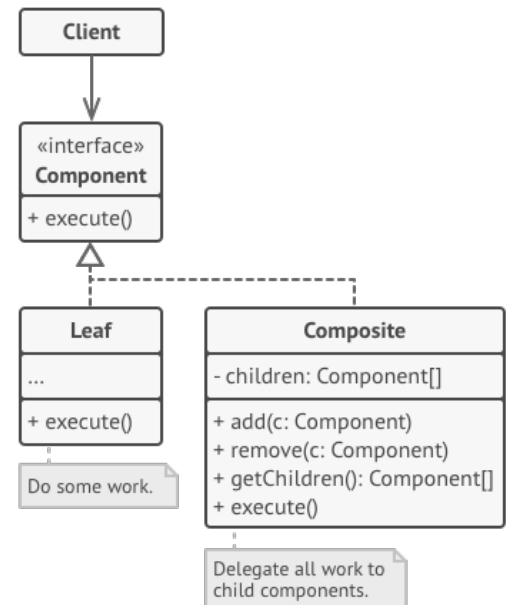 Client
«interface»
Component
+ execute()
Leaf
...
+ execute()
Do some work.
Composite
- children: Component[]
+ add(c: Component)
+ remove(c: Component)
+ getChildren(): Component[]
+ execute()
Delegate all work to
child components.